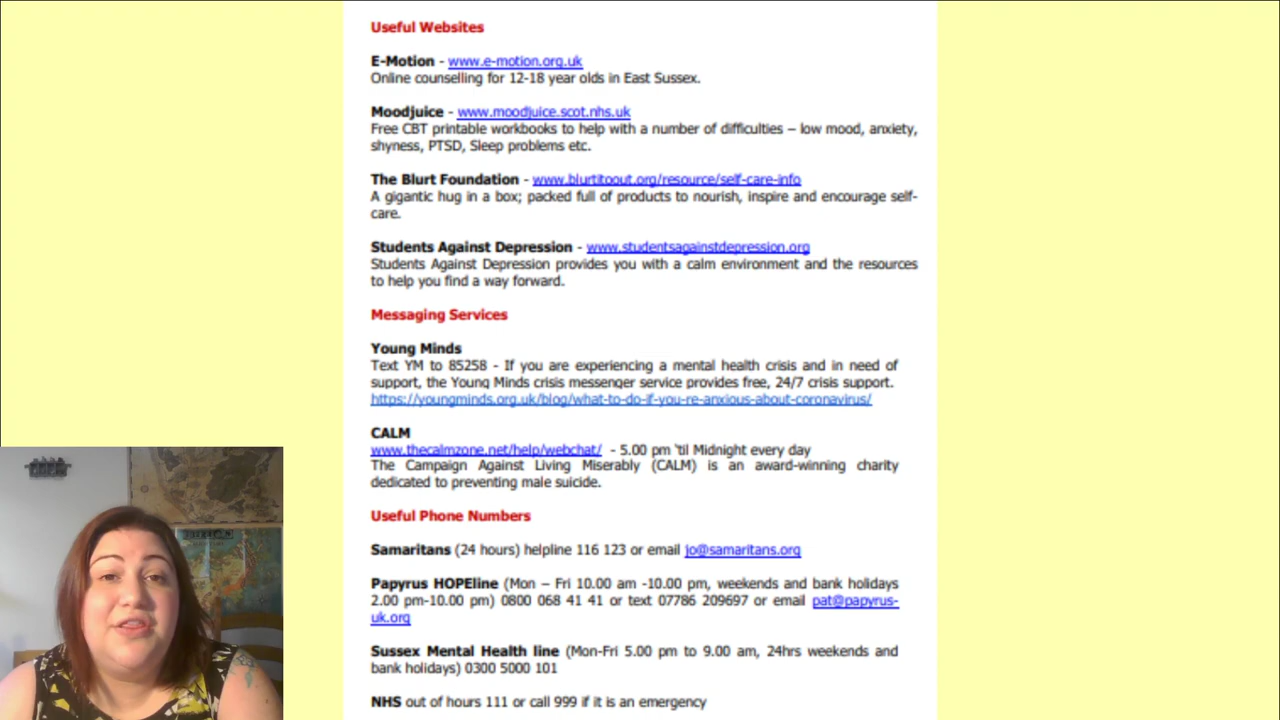 Useful Websites
E-Motion - www.e-motion.org.uk
Online counselling for 12-18 year olds in East Sussex.
Moodjuice - www.moodjuice.scot.nhs.uk
Free CBT printable workbooks to help with a number of difficulties – low mood, anxiety,
shyness, PTSD, Sleep problems etc.
The Blurt Foundation - www.blurtitoout.org/resource/self-care-info
A gigantic hug in a box; packed full of products to nourish, inspire and encourage self-
care.
Students Against Depression - www.studentsagainstdepression.org
Students Against Depression provides you with a calm environment and the resources
to help you find a way forward.
Messaging Services
Young Minds
Text YM to 85258 - If you are experiencing a mental health crisis and in need of
support, the Young Minds crisis messenger service provides free, 24/7 crisis support.
https://youngminds.org.uk/blog/what-to-do-if-you-re-anxious-about-coronavirus/
CALM
www.thecalmzone.net/help/webchat/ - 5.00 pm 'til Midnight every day
The Campaign Against Living Miserably (CALM) is an award-winning charity
dedicated to preventing male suicide.
Useful Phone Numbers
Samaritans (24 hours) helpline 116 123 or email jo@samaritans.org
Papyrus HOPEline (Mon – Fri 10.00 am -10.00 pm, weekends and bank holidays
2.00 pm-10.00 pm) 0800 068 41 41 or text 07786 209697 or email pat@papyrus-
uk.org
Sussex Mental Health line (Mon-Fri 5.00 pm to 9.00 am, 24hrs weekends and
bank holidays) 0300 5000 101
NHS out of hours 111 or call 999 if it is an emergency